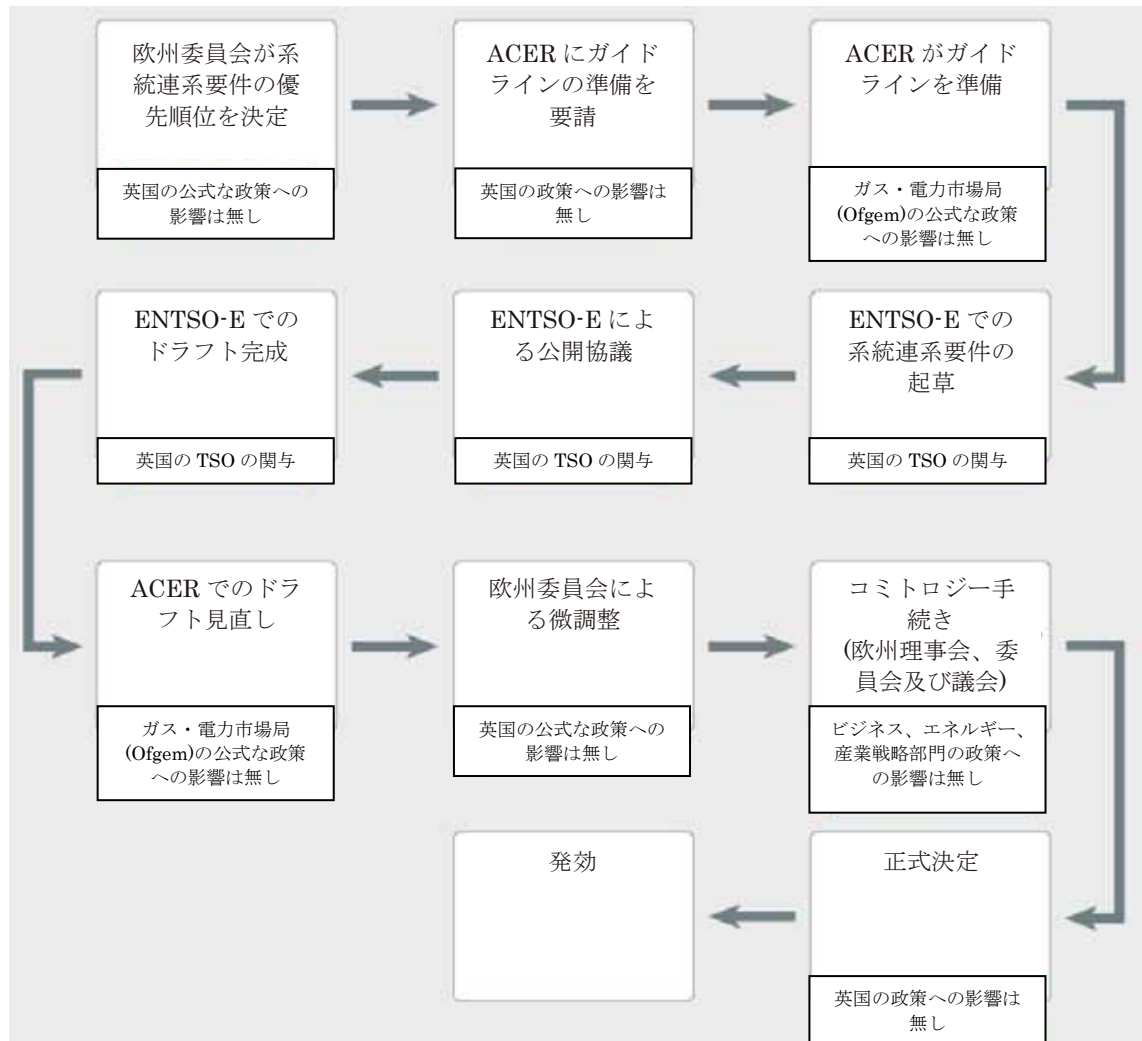 欧州委員会が系
統連系要件の優
先順位を決定
英国の公式な政策への
影響は無し
ACER にガイド
ラインの準備を
要請
英国の政策への影響は
無し
ACER がガイド
ラインを準備
ガス・電力市場局
(Ofgem)の公式な政策
への影響は無し
ENTSO-E での
系統連系要件の
起草
英国の TSO の関与
ENTSO-E によ
る公開協議
英国の TSO の関与
ENTSO-E での
ドラフト完成
英国の TSO の関与
ACER でのドラ
フト見直し
ガス・電力市場局
(Ofgem)の公式な政策
への影響は無し
欧州委員会によ
る微調整
英国の公式な政策への
影響は無し
コミトロジー手
続き
(欧州理事会、委
員会及び議会)
ビジネス、エネルギー、
産業戦略部門の政策へ
の影響は無し
正式決定
英国の政策への影響は
無し
発効